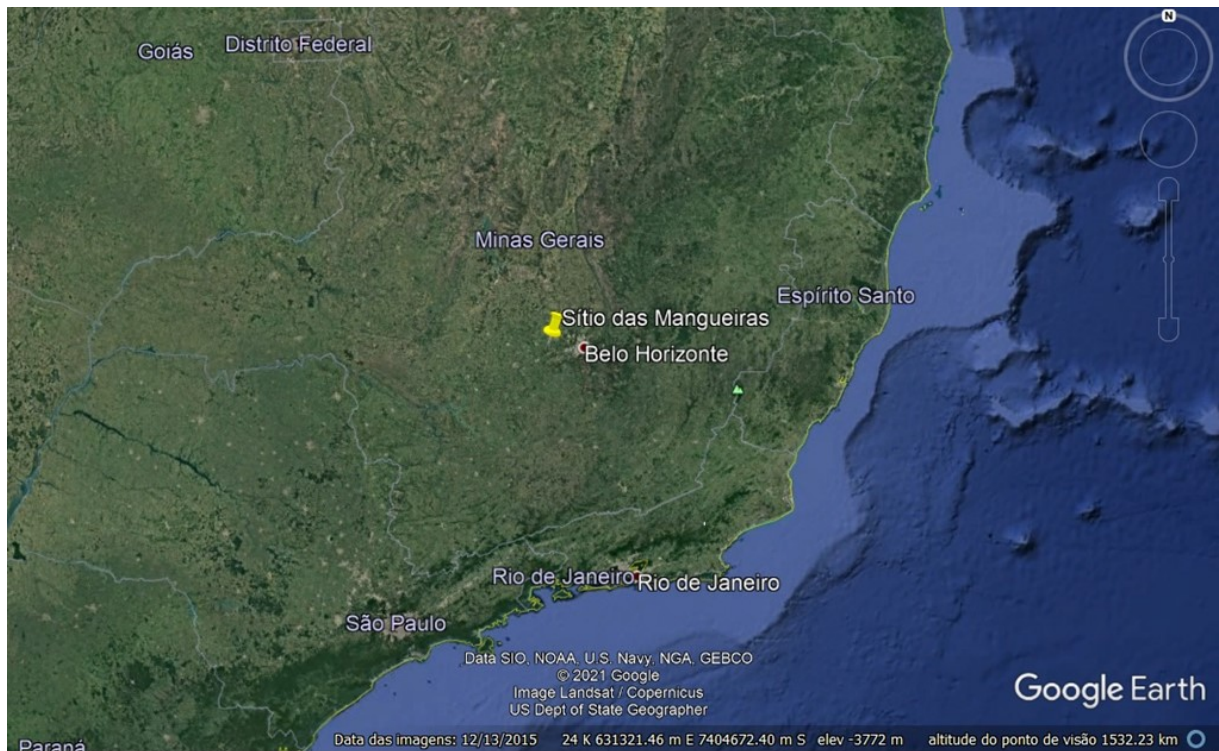 N
Goiás
Distrito Federal
Minas Gerais
Espírito Santo
Sítio das Mangueiras
Belo Horizonte
Rio de Janeiro
Rio de Janeiro
São Paulo
Data SIO, NOAA, U.S. Navy, NGA, GEBCO
© 2021 Google
Image Landsat / Copernicus
US Dept of State Geographer
Google Earth
Paraná
Data das imagens: 12/13/2015 24 K 631321.46 m E 7404672.40 m S elev -3772 m altitude do ponto de visão 1532.23 km